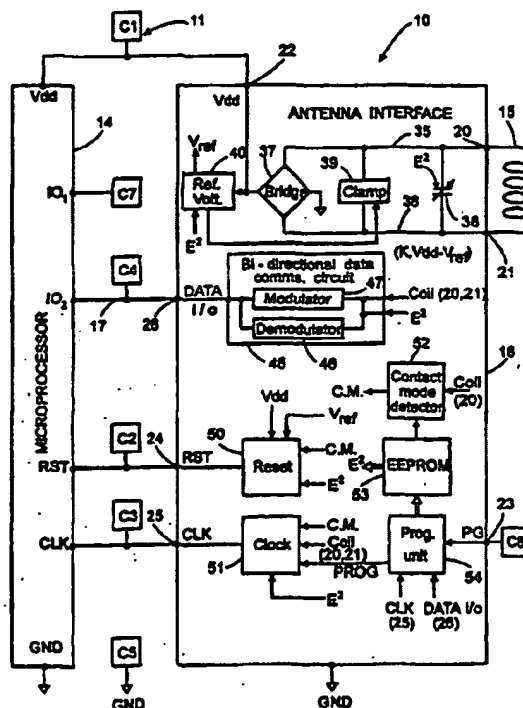 C1
11
10
22
Vdd
Vdd
14
ANTENNA INTERFACE
15
Vref
40
37
35
20
39
E²
Ref. Volt.
Bridge
Clamp
IO₁
C7
E²
38
36
(K.Vdd-Vref)
21
C4
Bi-directional data
comms. circuit
47
IO₂
DATA
I/o
Modulator
Coil (20,21)
17
26
Demodulator
E²
45
46
16
MICROPROCESSOR
52
Vdd
C.M.
Contact
mode
detector
Coil
(20)
Vref
C2
24
50
RST
RST
Reset
C.M.
E²
E²
EEPROM
53
C3
25
CLK
CLK
Clock
C.M.
Coil
(20,21)
PROG
Prog.
unit
PG
23
C6
51
54
E²
CLK
(25)
DATA I/o
(26)
GND
C5
GND
GND